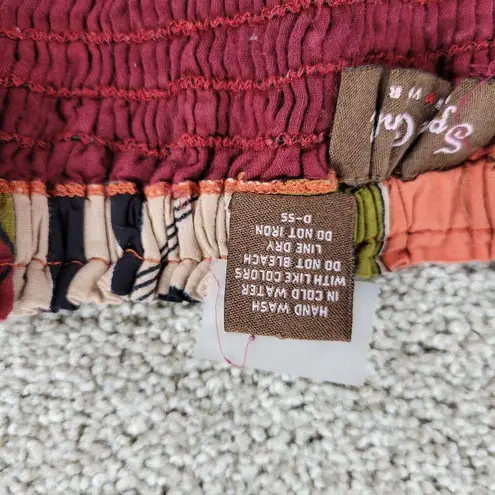 HAND WASH
IN COLD WATER
WITH LIKE COLORS
DO NOT BLEACH
LINE DRY
DO NOT IRON
D-55